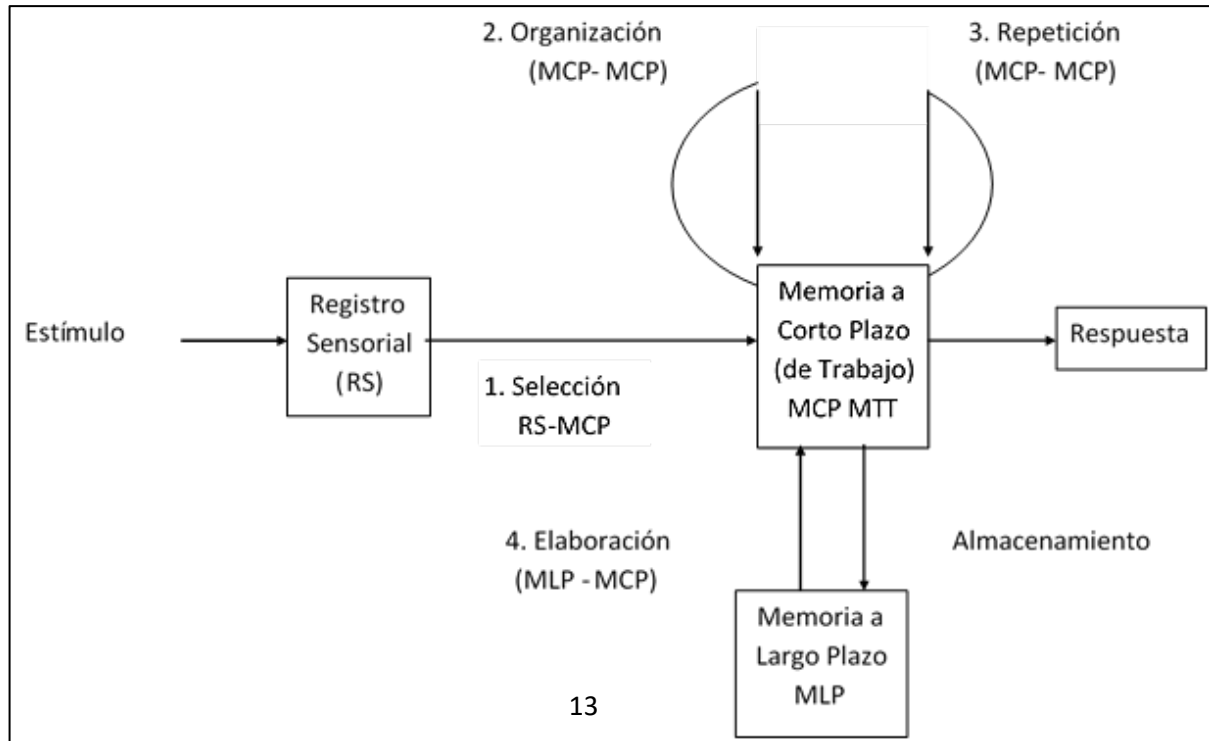 2. Organización
(MCP- MCP)
3. Repetición
(MCP- MCP)
Estímulo
Registro
Sensorial
(RS)
1. Selección
RS-MCP
Memoria a
Corto Plazo
(de Trabajo)
MCP MTT
Respuesta
4. Elaboración
(MLP - MCP)
Almacenamiento
Memoria a
Largo Plazo
MLP
13